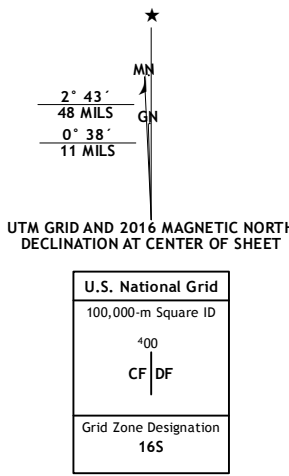 MN
2° 43´
48 MILS
GN
0° 38´
11 MILS
UTM GRID AND 2016 MAGNETIC NORTH
DECLINATION AT CENTER OF SHEET
U.S. National Grid
100,000-m Square ID
⁴00
CF DF
Grid Zone Designation
16S